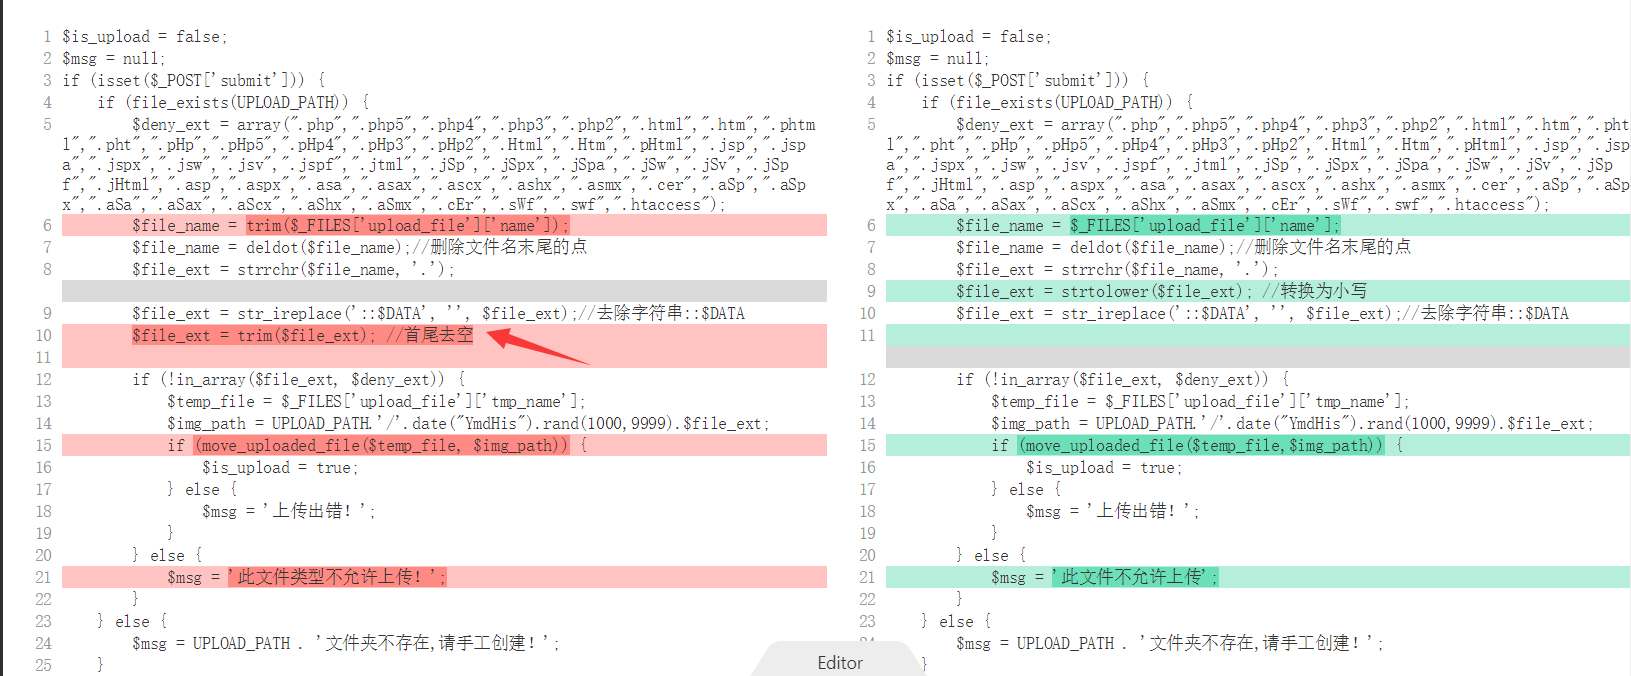 1 $is_upload = false;
2 $msg = null;
3 if (isset($_POST['submit'])) {
4 if (file_exists(UPLOAD_PATH)) {
5 $deny_ext = array(".php",".php5",".php4",".php3",".php2",".html",".htm",".phtm
l",".pht",".pHp",".pHp5",".pHp4",".pHp3",".pHp2",".Html",".Htm",".pHtml",".jsp",".jsp
a",".jspx",".jsw",".jsv",".jspf",".jtml",".jSp",".jSpx",".jSpa",".jSw",".jSv",".jSp
f",".jHtml",".asp",".aspx",".asa",".asax",".ascx",".ashx",".asmx",".cer",".aSp",".aSp
x",".aSa",".aSax",".aScx",".aShx",".aSmx",".cEr",".sWf",".swf",".htaccess");
6 $file_name = trim($_FILES['upload_file']['name']);
7 $file_name = deldot($file_name);//删除文件名末尾的点
8 $file_ext = strrchr($file_name, '.');
9 $file_ext = str_ireplace('::$DATA', '', $file_ext);//去除字符串::$DATA
10 $file_ext = trim($file_ext); //首尾去空
11
12 if (!in_array($file_ext, $deny_ext)) {
13 $temp_file = $_FILES['upload_file']['tmp_name'];
14 $img_path = UPLOAD_PATH.'/'.date("YmdHis").rand(1000,9999).$file_ext;
15 if (move_uploaded_file($temp_file, $img_path)) {
16 $is_upload = true;
17 } else {
18 $msg = '上传出错！';
19 }
20 } else {
21 $msg = '此文件类型不允许上传！';
22 }
23 } else {
24 $msg = UPLOAD_PATH . '文件夹不存在,请手工创建！';
25 }
1 $is_upload = false;
2 $msg = null;
3 if (isset($_POST['submit'])) {
4 if (file_exists(UPLOAD_PATH)) {
5 $deny_ext = array(".php",".php5",".php4",".php3",".php2",".html",".htm",".pht
l",".pht",".pHp",".pHp5",".pHp4",".pHp3",".pHp2",".Html",".Htm",".pHtml",".jsp",".jsp
a",".jspx",".jsw",".jsv",".jspf",".jtml",".jSp",".jSpx",".jSpa",".jSw",".jSv",".jSp
f",".jHtml",".asp",".aspx",".asa",".asax",".ascx",".ashx",".asmx",".cer",".aSp",".aSp
x",".aSa",".aSax",".aScx",".aShx",".aSmx",".cEr",".sWf",".swf",".htaccess");
6 $file_name = $_FILES['upload_file']['name'];
7 $file_name = deldot($file_name);//删除文件名末尾的点
8 $file_ext = strrchr($file_name, '.');
9 $file_ext = strtolower($file_ext); //转换为小写
10 $file_ext = str_ireplace('::$DATA', '', $file_ext);//去除字符串::$DATA
11
12 if (!in_array($file_ext, $deny_ext)) {
13 $temp_file = $_FILES['upload_file']['tmp_name'];
14 $img_path = UPLOAD_PATH.'/'.date("YmdHis").rand(1000,9999).$file_ext;
15 if (move_uploaded_file($temp_file,$img_path)) {
16 $is_upload = true;
17 } else {
18 $msg = '上传出错！';
19 }
20 } else {
21 $msg = '此文件不允许上传';
22 }
23 } else {
$msg = UPLOAD_PATH . '文件夹不存在,请手工创建！';
}
Editor